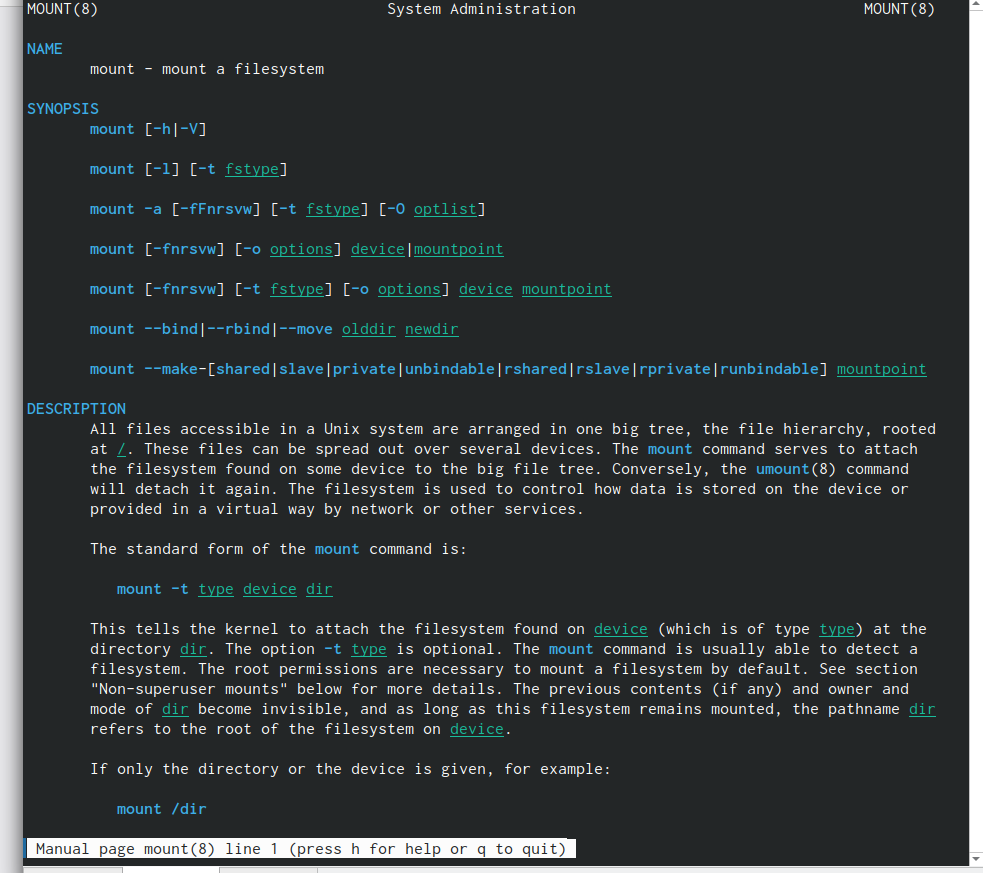 MOUNT(8) System Administration MOUNT(8)
NAME
mount - mount a filesystem
SYNOPSIS
mount [-h|-V]
mount [-l] [-t fstype]
mount -a [-fFnrsvw] [-t fstype] [-O optlist]
mount [-fnrsvw] [-o options] device|mountpoint
mount [-fnrsvw] [-t fstype] [-o options] device mountpoint
mount --bind|--rbind|--move olddir newdir
mount --make-[shared|slave|private|unbindable|rshared|rslave|rprivate|runbindable] mountpoint
DESCRIPTION
All files accessible in a Unix system are arranged in one big tree, the file hierarchy, rooted
at /. These files can be spread out over several devices. The mount command serves to attach
the filesystem found on some device to the big file tree. Conversely, the umount(8) command
will detach it again. The filesystem is used to control how data is stored on the device or
provided in a virtual way by network or other services.
The standard form of the mount command is:
mount -t type device dir
This tells the kernel to attach the filesystem found on device (which is of type type) at the
directory dir. The option -t type is optional. The mount command is usually able to detect a
filesystem. The root permissions are necessary to mount a filesystem by default. See section
"Non-superuser mounts" below for more details. The previous contents (if any) and owner and
mode of dir become invisible, and as long as this filesystem remains mounted, the pathname dir
refers to the root of the filesystem on device.
If only the directory or the device is given, for example:
mount /dir
Manual page mount(8) line 1 (press h for help or q to quit)